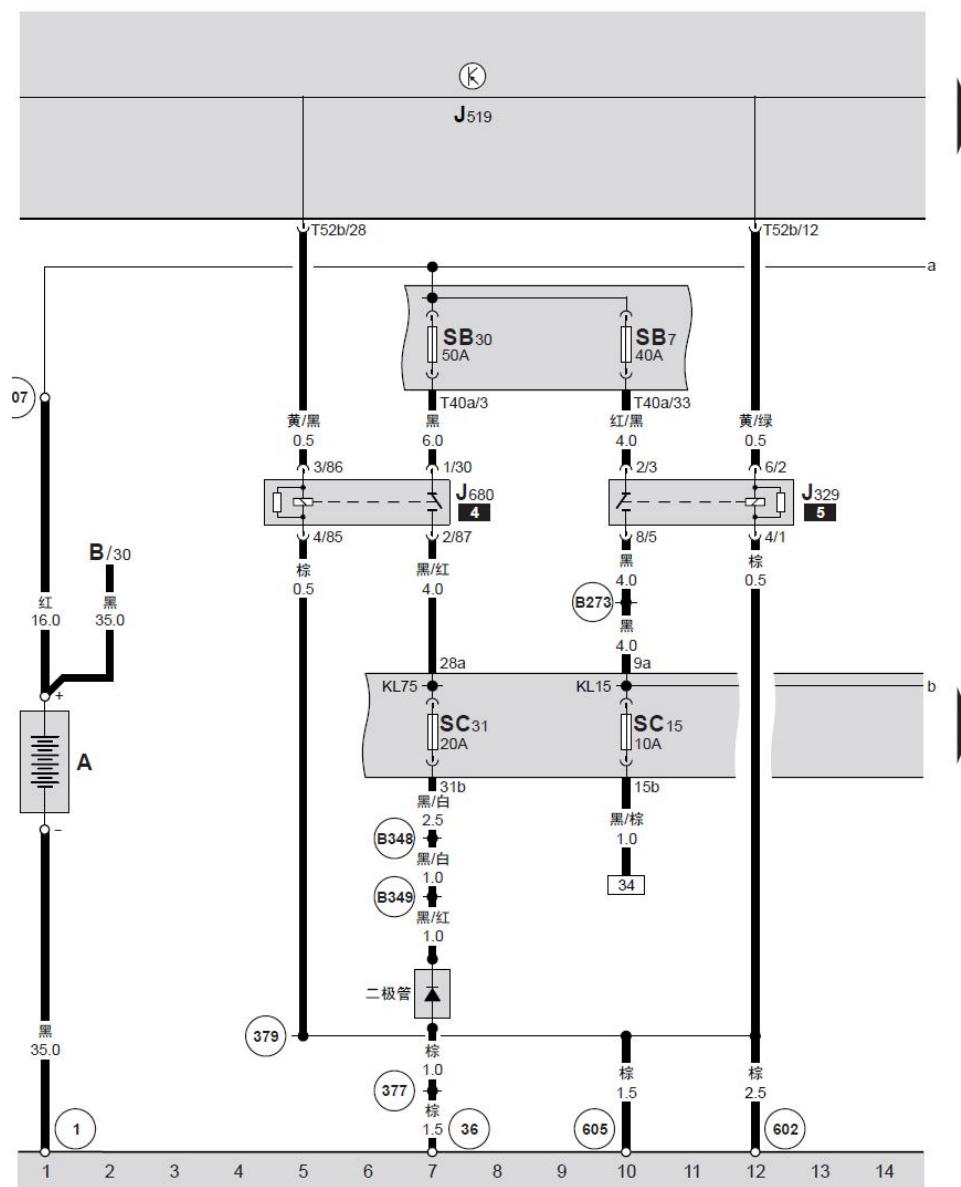 J519
T52b/28
T52b/12
a
SB30
50A
SB7
40A
07
T40a/3
T40a/33
黄/黑
0.5
黑
6.0
红/黑
4.0
黄/绿
0.5
3/86
1/30
2/3
6/2
J680
4
J329
5
4/85
2/87
8/5
4/1
B/30
棕
0.5
黑/红
4.0
黑
4.0
棕
0.5
红
16.0
黑
35.0
B273
黑
4.0
28a
9a
KL75
KL15
b
+
A
SC31
20A
SC15
10A
31b
15b
–
黑/白
2.5
黑/棕
1.0
B348
黑/白
1.0
34
B349
黑/红
1.0
二极管
黑
35.0
379
棕
1.0
棕
1.5
棕
2.5
377
棕
1.5
1
36
605
602
1 2 3 4 5 6 7 8 9 10 11 12 13 14